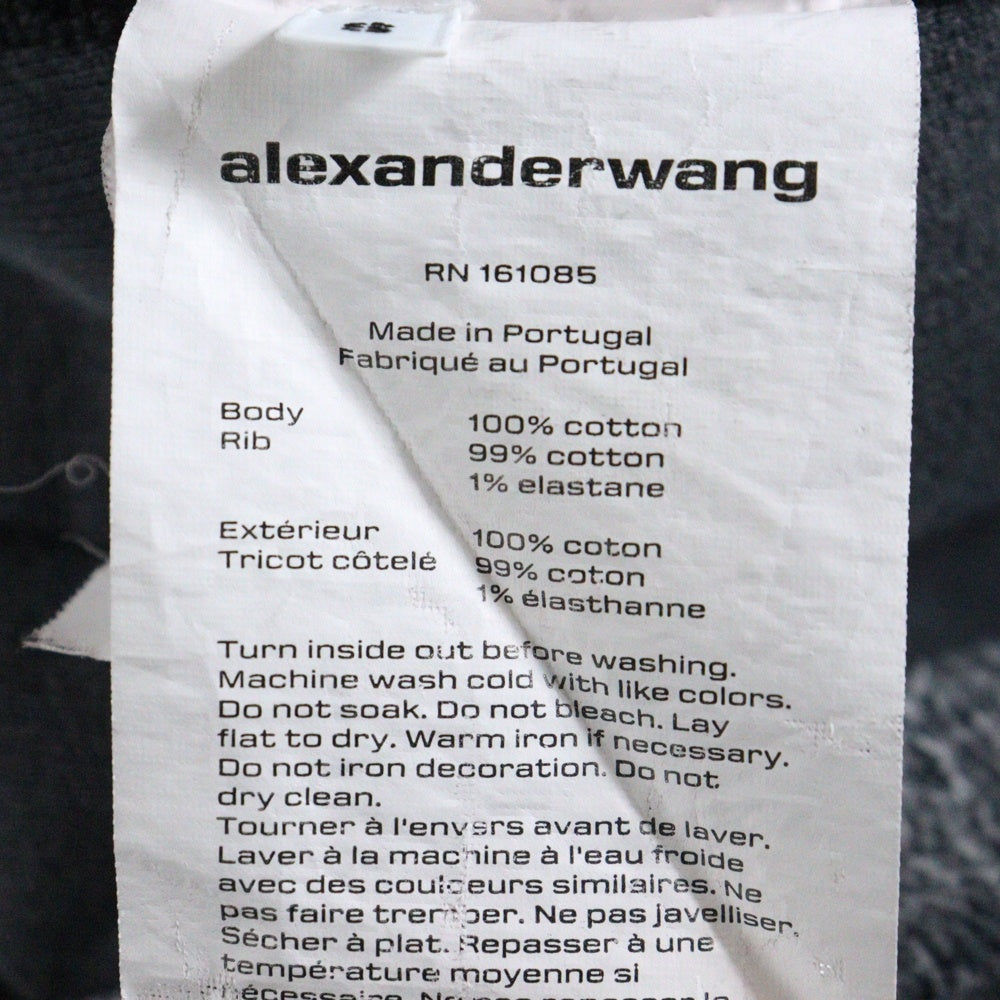 alexanderwang
RN 161085
Made in Portugal
Fabriqué au Portugal
Body 100% cotton
Rib 99% cotton
1% elastane
Extérieur 100% coton
Tricot côtelé 99% coton
1% élasthanne
Turn inside out before washing.
Machine wash cold with like colors.
Do not soak. Do not bleach. Lay
flat to dry. Warm iron if necessary.
Do not iron decoration. Do not
dry clean.
Tourner à l'envers avant de laver.
Laver à la machine à l'eau froide
avec des couleurs similaires. Ne
pas faire tremper. Ne pas javelliser.
Sécher à plat. Repasser à une
température moyenne si